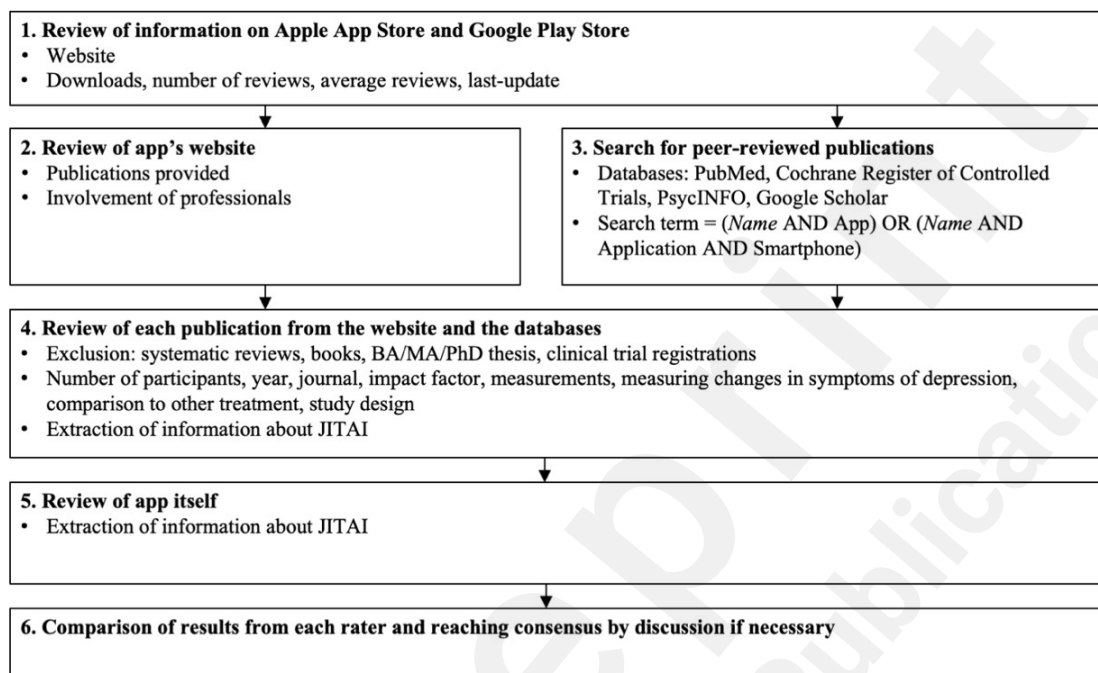 1. Review of information on Apple App Store and Google Play Store
• Website
• Downloads, number of reviews, average reviews, last-update
2. Review of app's website
• Publications provided
• Involvement of professionals
3. Search for peer-reviewed publications
• Databases: PubMed, Cochrane Register of Controlled
Trials, PsycINFO, Google Scholar
• Search term = (Name AND App) OR (Name AND
Application AND Smartphone)
4. Review of each publication from the website and the databases
• Exclusion: systematic reviews, books, BA/MA/PhD thesis, clinical trial registrations
• Number of participants, year, journal, impact factor, measurements, measuring changes in symptoms of depression,
comparison to other treatment, study design
• Extraction of information about JITAI
5. Review of app itself
• Extraction of information about JITAI
6. Comparison of results from each rater and reaching consensus by discussion if necessary